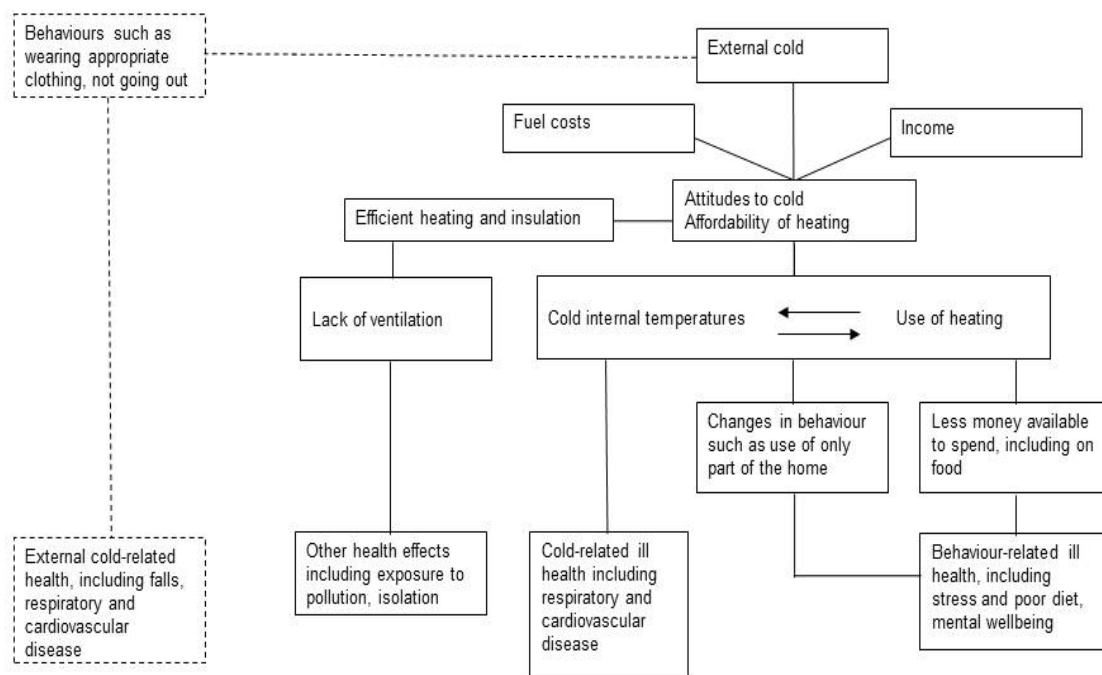 Behaviours such as
wearing appropriate
clothing, not going out
External cold
Fuel costs
Income
Attitudes to cold
Affordability of heating
Efficient heating and insulation
Lack of ventilation
Cold internal temperatures
Use of heating
Changes in behaviour
such as use of only
part of the home
Less money available
to spend, including on
food
External cold-related
health, including falls,
respiratory and
cardiovascular
disease
Other health effects
including exposure to
pollution, isolation
Cold-related ill
health including
respiratory and
cardiovascular
disease
Behaviour-related ill
health, including
stress and poor diet,
mental wellbeing